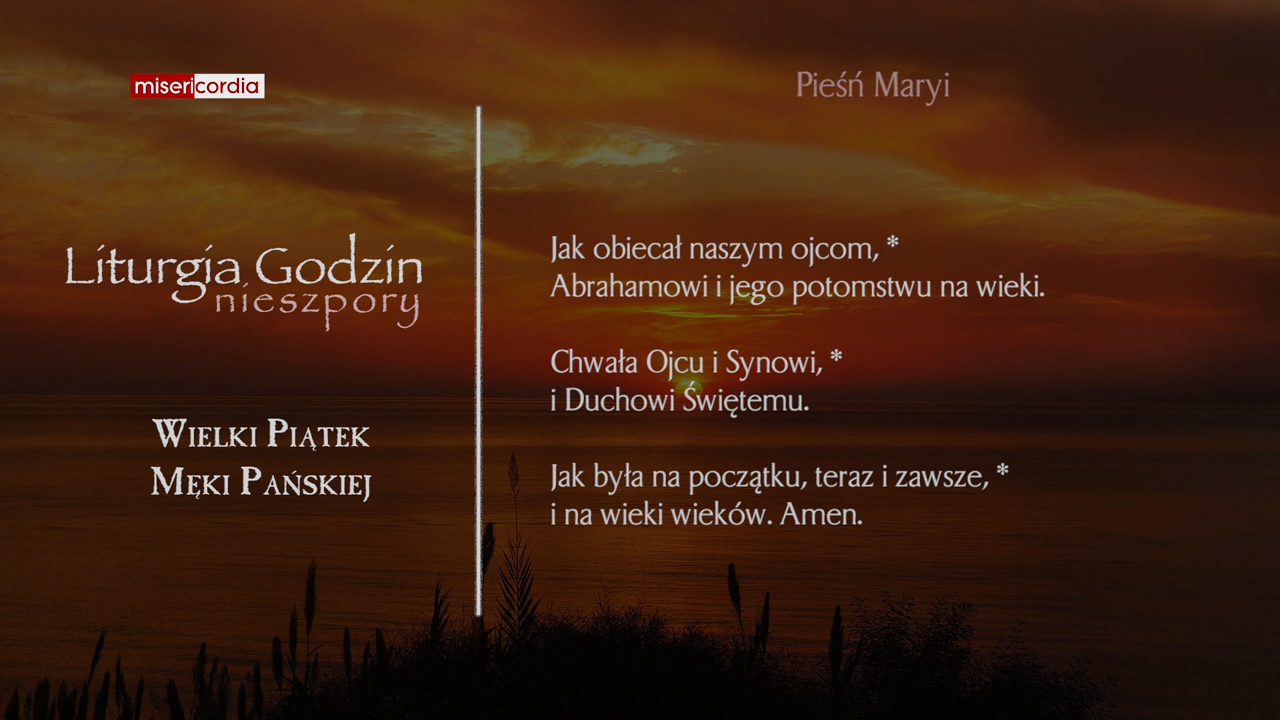 misericordia
Pieśń Maryi
Liturgia Godzin
nieszpory
Wielki Piątek
Męki Pańskiej
Jak obiecał naszym ojcom, *
Abrahamowi i jego potomstwu na wieki.
Chwała Ojcu i Synowi, *
i Duchowi Świętemu.
Jak była na początku, teraz i zawsze, *
i na wieki wieków. Amen.